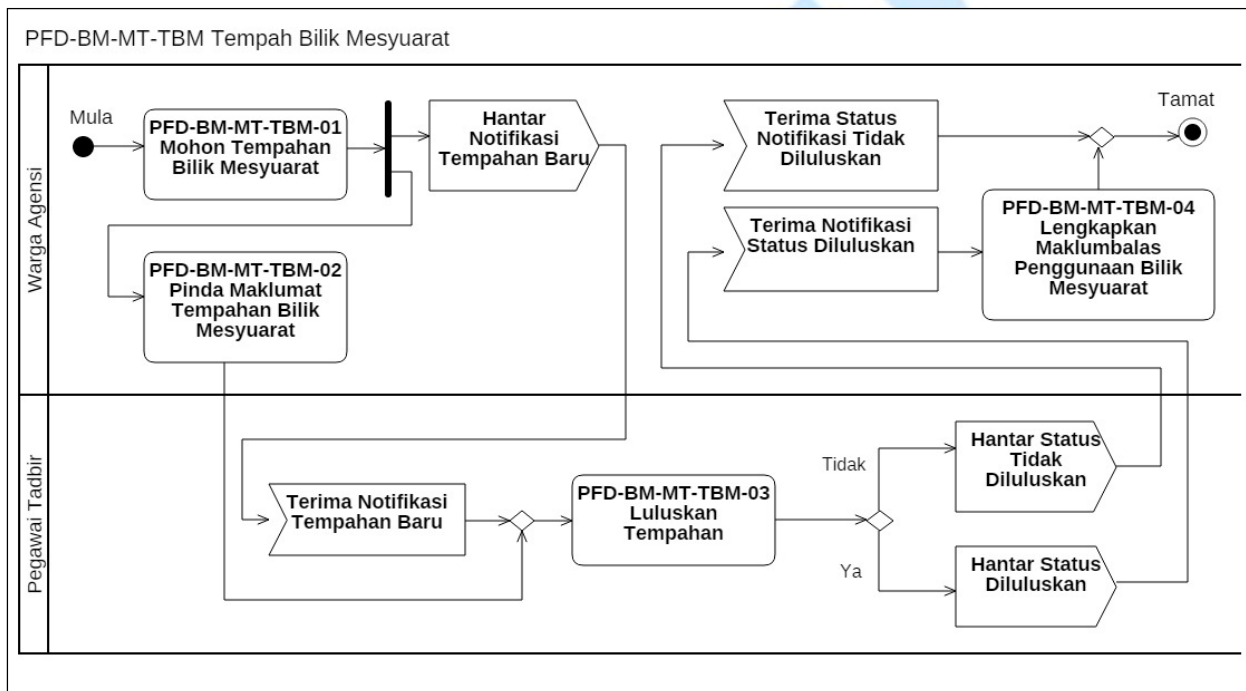 PFD-BM-MT-TBM Tempah Bilik Mesyuarat
Warga Agensi
Mula
PFD-BM-MT-TBM-01
Mohon Tempahan
Bilik Mesyuarat
Hantar
Notifikasi
Tempahan Baru
Terima Status
Notifikasi Tidak
Diluluskan
Tamat
PFD-BM-MT-TBM-02
Pinda Maklumat
Tempahan Bilik
Mesyuarat
Terima Notifikasi
Status Diluluskan
PFD-BM-MT-TBM-04
Lengkapkan
Maklumbalas
Penggunaan Bilik
Mesyuarat
Pegawai Tadbir
Terima Notifikasi
Tempahan Baru
PFD-BM-MT-TBM-03
Luluskan
Tempahan
Tidak
Ya
Hantar Status
Tidak
Diluluskan
Hantar Status
Diluluskan